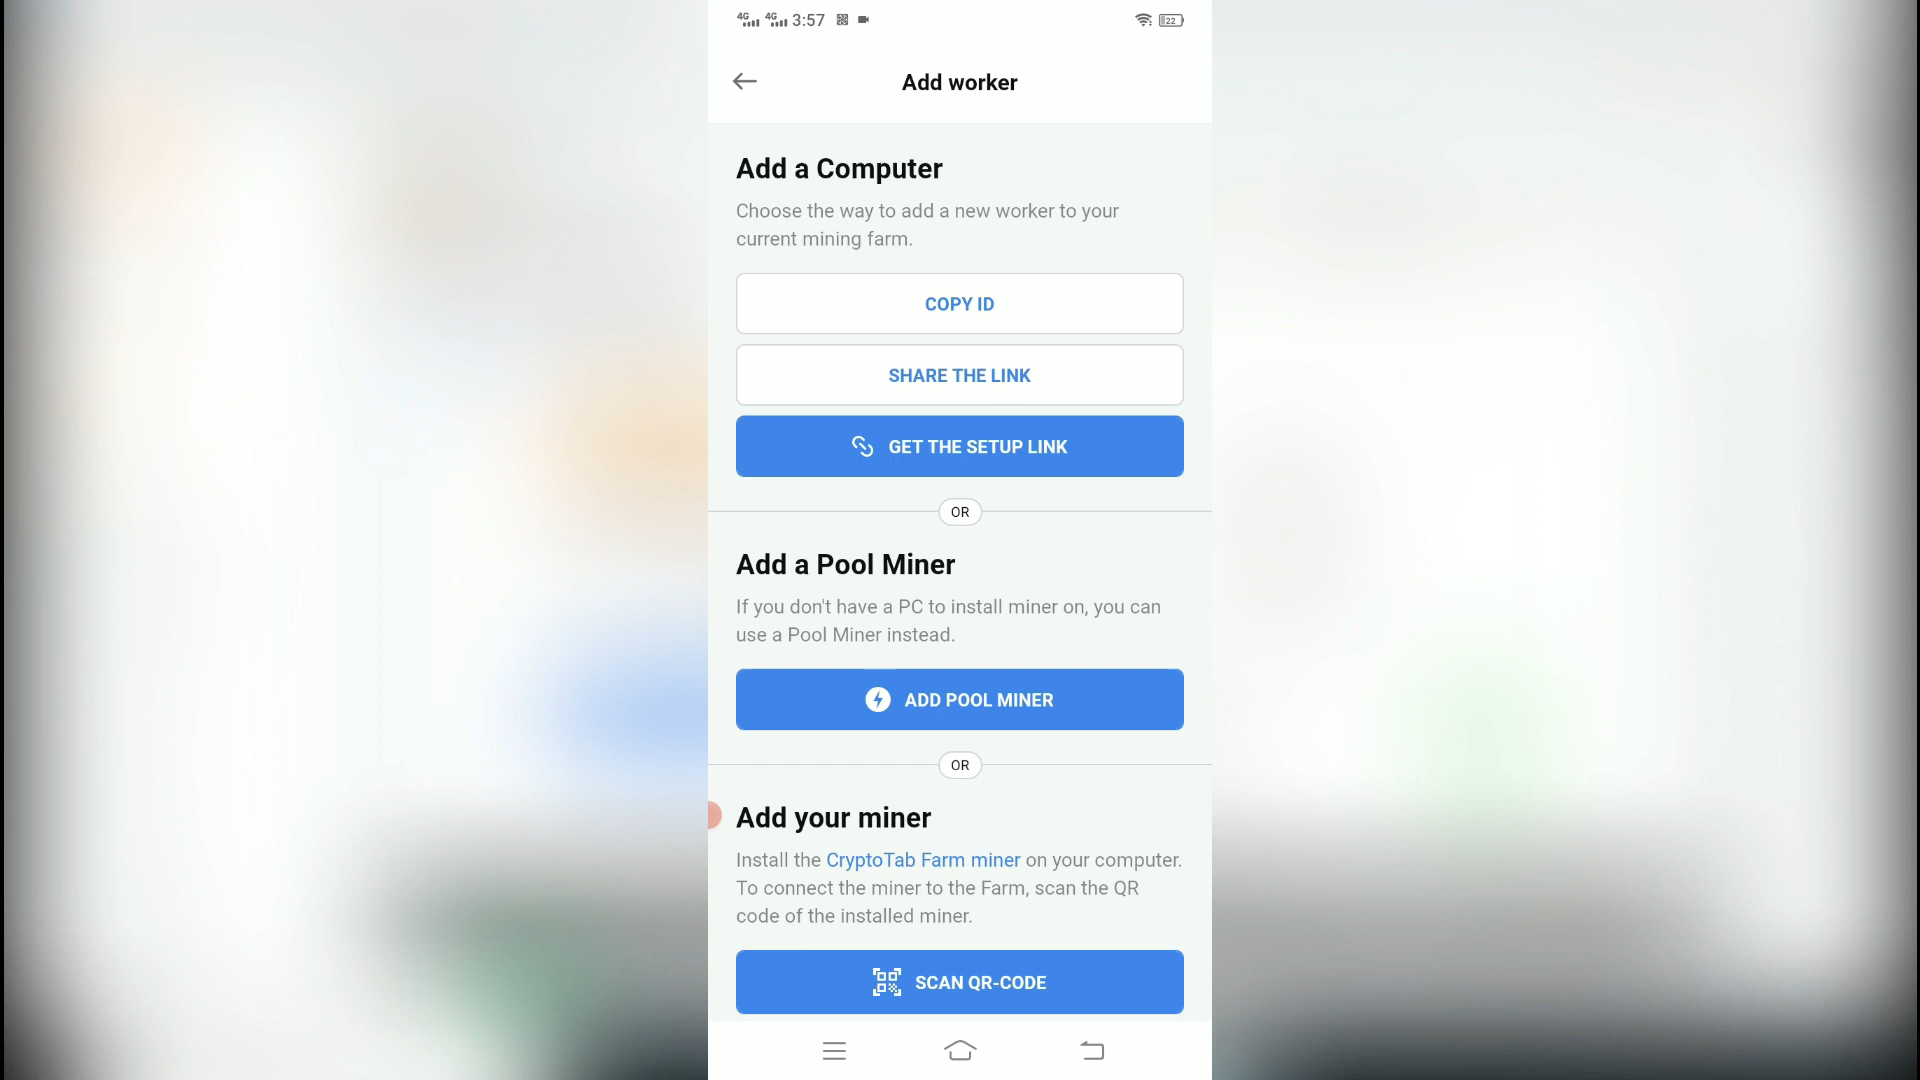 4G 4G 3:57 22
Add worker
Add a Computer
Choose the way to add a new worker to your
current mining farm.
COPY ID
SHARE THE LINK
GET THE SETUP LINK
OR
Add a Pool Miner
If you don't have a PC to install miner on, you can
use a Pool Miner instead.
ADD POOL MINER
OR
Add your miner
Install the CryptoTab Farm miner on your computer.
To connect the miner to the Farm, scan the QR
code of the installed miner.
SCAN QR-CODE